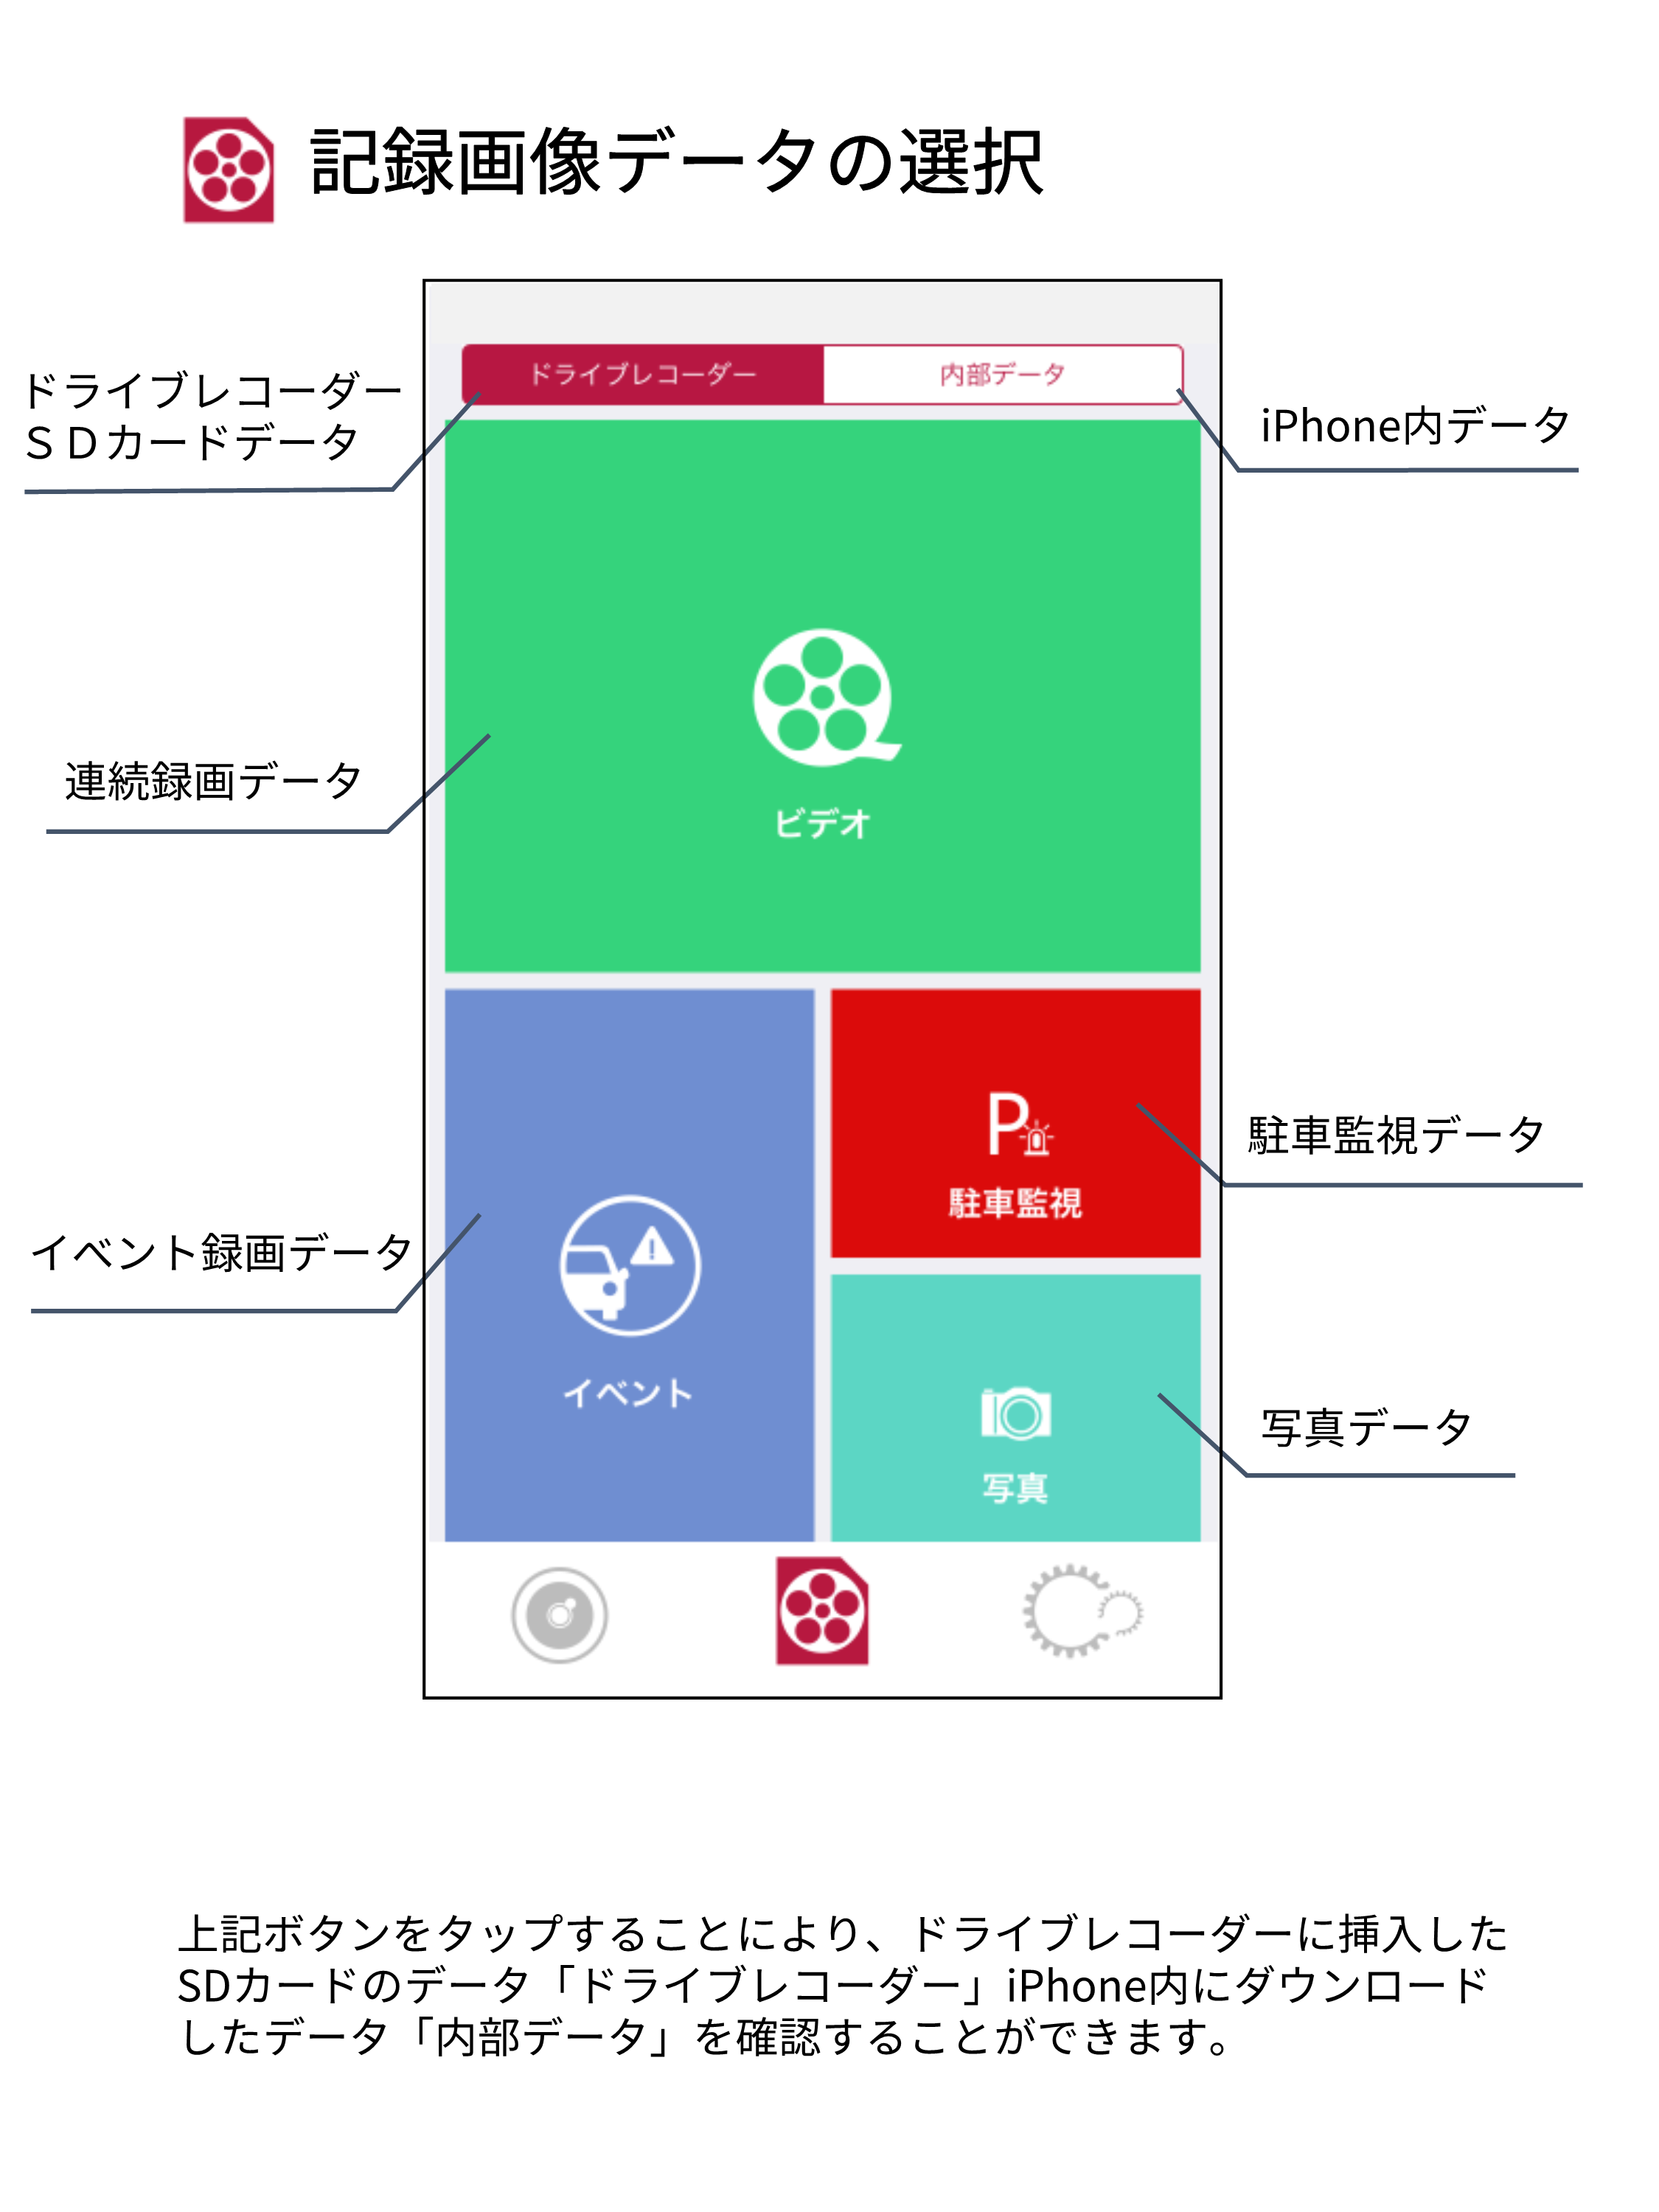 記録画像データの選択
ドライブレコーダー
ＳＤカードデータ
ドライブレコーダー
内部データ
iPhone内データ
連続録画データ
ビデオ
イベント録画データ
イベント
P
駐車監視
駐車監視データ
写真
写真データ
上記ボタンをタップすることにより、ドライブレコーダーに挿入した
SDカードのデータ「ドライブレコーダー」iPhone内にダウンロード
したデータ「内部データ」を確認することができます。